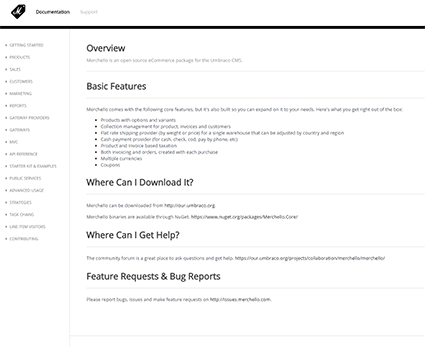 Documentation
Support
GETTING STARTED
PRODUCTS
SALES
CUSTOMERS
MARKETING
REPORTS
GATEWAY PROVIDERS
GATEWAYS
MVC
API REFERENCE
STARTER KIT & EXAMPLES
PUBLIC SERVICES
ADVANCED USAGE
STRATEGIES
TASK CHAINS
LINE ITEM VISITORS
CONTRIBUTING
Overview
Merchello is an open source eCommerce package for the Umbraco CMS.
Basic Features
Merchello comes with the following core features, but it's also built so you can expand on it to your needs. Here's what you get right out of the box:
Products with options and variants
Collection management for product, invoices and customers
Flat rate shipping provider (by weight or price) for a single warehouse that can be adjusted by country and region
Cash payment provider (for cash, check, cod, pay by phone, etc)
Product and invoice based taxation
Both invoicing and orders, created with each purchase
Multiple currencies
Coupons
Where Can I Download It?
Merchello can be downloaded from http://our.umbraco.org.
Merchello binaries are available through NuGet: https://www.nuget.org/packages/Merchello.Core/
Where Can I Get Help?
The community forum is a great place to ask questions and get help. https://our.umbraco.org/projects/collaboration/merchello/merchello/
Feature Requests & Bug Reports
Please report bugs, issues and make feature requests on http://issues.merchello.com.